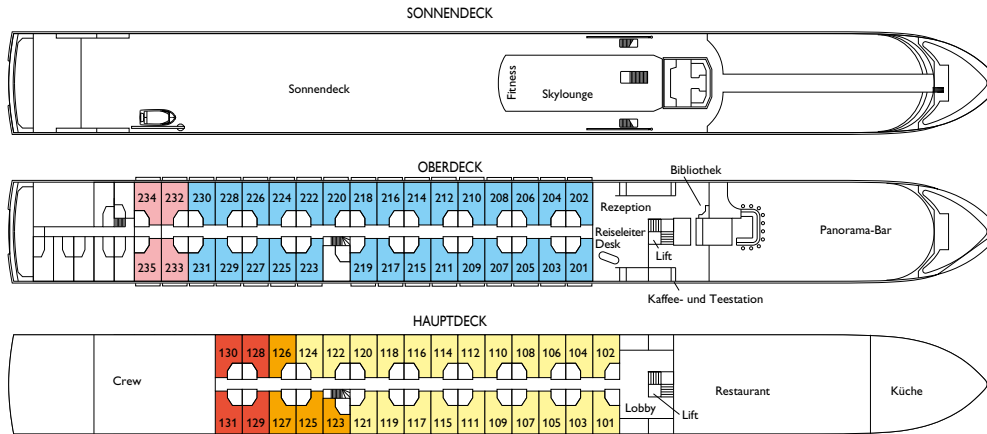 SONNENDECK
Sonnendeck
Fitness
Skylounge
OBERDECK
Bibliothek
234 232 230 228 226 224 222 220 218 216 214 212 210 208 206 204 202
Rezeption
Reiseleiter
Desk
Lift
Panorama-Bar
235 233 231 229 227 225 223 219 217 215 211 209 207 205 203 201
Kaffee- und Teestation
HAUPTDECK
130 128 126 124 122 120 118 116 114 112 110 108 106 104 102
Crew
Restaurant
Küche
Lobby
Lift
131 129 127 125 123 121 119 117 115 111 109 107 105 103 101